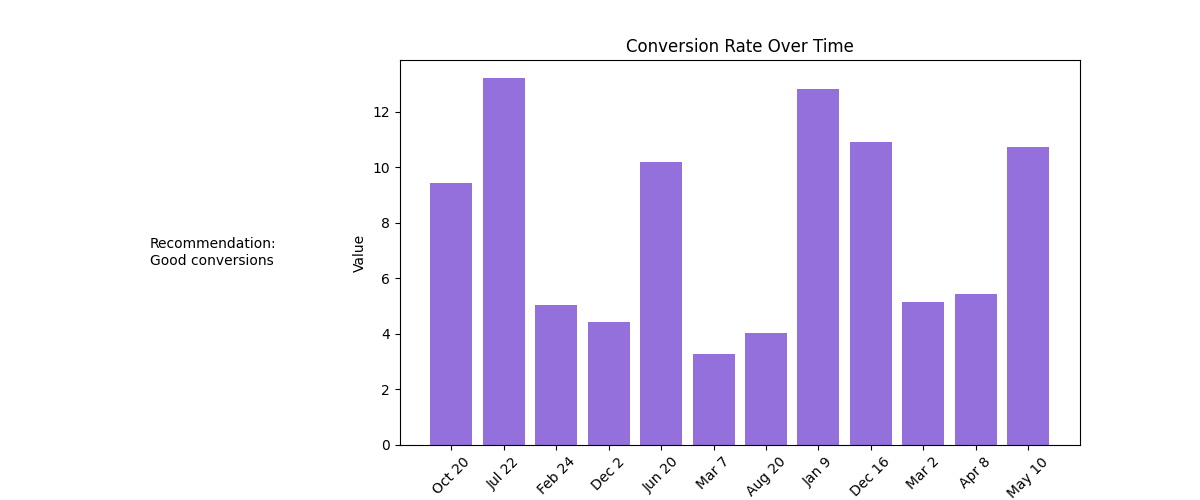 Conversion Rate Over Time
Recommendation:
Good conversions
Value
12
10
8
6
4
2
0
Oct 20
Jul 22
Feb 24
Dec 2
Jun 20
Mar 7
Aug 20
Jan 9
Dec 16
Mar 2
Apr 8
May 10